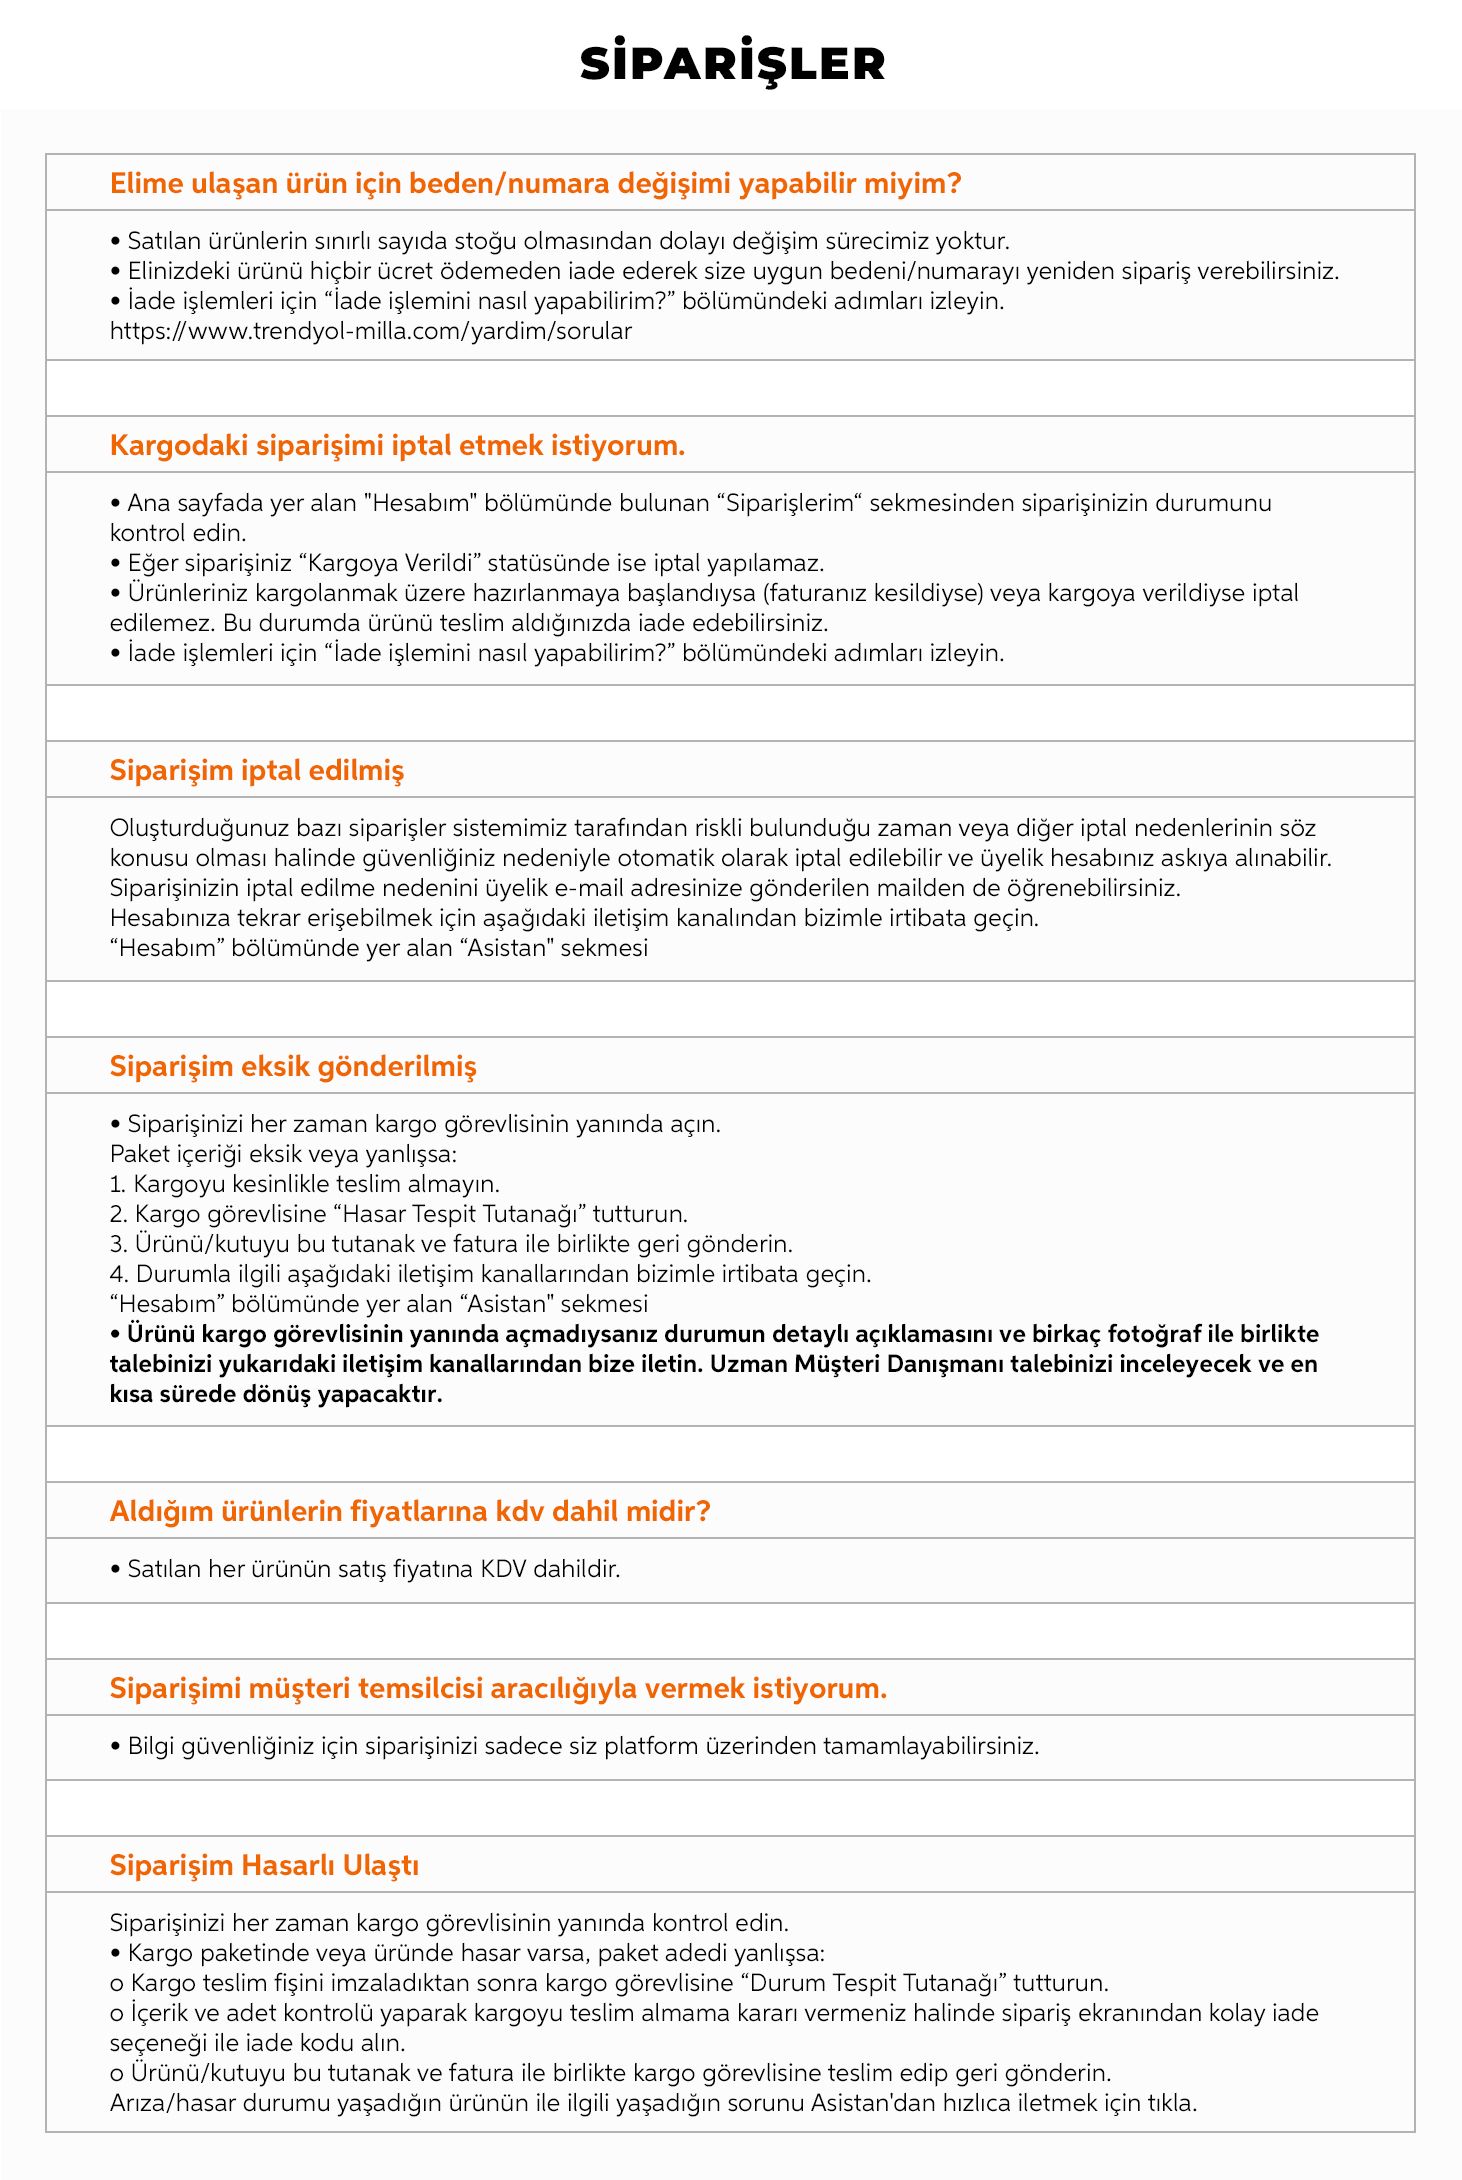 SİPARİŞLER
Elime ulaşan ürün için beden/numara değişimi yapabilir miyim?
• Satılan ürünlerin sınırlı sayıda stoğu olmasından dolayı değişim sürecimiz yoktur.
• Elinizdeki ürünü hiçbir ücret ödemeden iade ederek size uygun bedeni/numarayı yeniden sipariş verebilirsiniz.
• İade işlemleri için “İade işlemini nasıl yapabilirim?” bölümündeki adımları izleyin.
https://www.trendyol-milla.com/yardim/sorular
Kargodaki siparişimi iptal etmek istiyorum.
• Ana sayfada yer alan "Hesabım" bölümünde bulunan “Siparişlerim“ sekmesinden siparişinizin durumunu
kontrol edin.
• Eğer siparişiniz “Kargoya Verildi” statüsünde ise iptal yapılamaz.
• Ürünleriniz kargolanmak üzere hazırlanmaya başlandıysa (faturanız kesildiyse) veya kargoya verildiyse iptal
edilemez. Bu durumda ürünü teslim aldığınızda iade edebilirsiniz.
• İade işlemleri için “İade işlemini nasıl yapabilirim?” bölümündeki adımları izleyin.
Siparişim iptal edilmiş
Oluşturduğunuz bazı siparişler sistemimiz tarafından riskli bulunduğu zaman veya diğer iptal nedenlerinin söz
konusu olması halinde güvenliğiniz nedeniyle otomatik olarak iptal edilebilir ve üyelik hesabınız askıya alınabilir.
Siparişinizin iptal edilme nedenini üyelik e-mail adresinize gönderilen mailden de öğrenebilirsiniz.
Hesabınıza tekrar erişebilmek için aşağıdaki iletişim kanalından bizimle irtibata geçin.
“Hesabım” bölümünde yer alan “Asistan" sekmesi
Siparişim eksik gönderilmiş
• Siparişinizi her zaman kargo görevlisinin yanında açın.
Paket içeriği eksik veya yanlışsa:
1. Kargoyu kesinlikle teslim almayın.
2. Kargo görevlisine “Hasar Tespit Tutanağı” tutturun.
3. Ürünü/kutuyu bu tutanak ve fatura ile birlikte geri gönderin.
4. Durumla ilgili aşağıdaki iletişim kanallarından bizimle irtibata geçin.
“Hesabım” bölümünde yer alan “Asistan" sekmesi
• Ürünü kargo görevlisinin yanında açmadıysanız durumun detaylı açıklamasını ve birkaç fotoğraf ile birlikte
talebinizi yukarıdaki iletişim kanallarından bize iletin. Uzman Müşteri Danışmanı talebinizi inceleyecek ve en
kısa sürede dönüş yapacaktır.
Aldığım ürünlerin fiyatlarına kdv dahil midir?
• Satılan her ürünün satış fiyatına KDV dahildir.
Siparişimi müşteri temsilcisi aracılığıyla vermek istiyorum.
• Bilgi güvenliğiniz için siparişinizi sadece siz platform üzerinden tamamlayabilirsiniz.
Siparişim Hasarlı Ulaştı
Siparişinizi her zaman kargo görevlisinin yanında kontrol edin.
• Kargo paketinde veya üründe hasar varsa, paket adedi yanlışsa:
o Kargo teslim fişini imzaladıktan sonra kargo görevlisine “Durum Tespit Tutanağı” tutturun.
o İçerik ve adet kontrolü yaparak kargoyu teslim almama kararı vermeniz halinde sipariş ekranından kolay iade
seçeneği ile iade kodu alın.
o Ürünü/kutuyu bu tutanak ve fatura ile birlikte kargo görevlisine teslim edip geri gönderin.
Arıza/hasar durumu yaşadığın ürünün ile ilgili yaşadığın sorunu Asistan'dan hızlıca iletmek için tıkla.